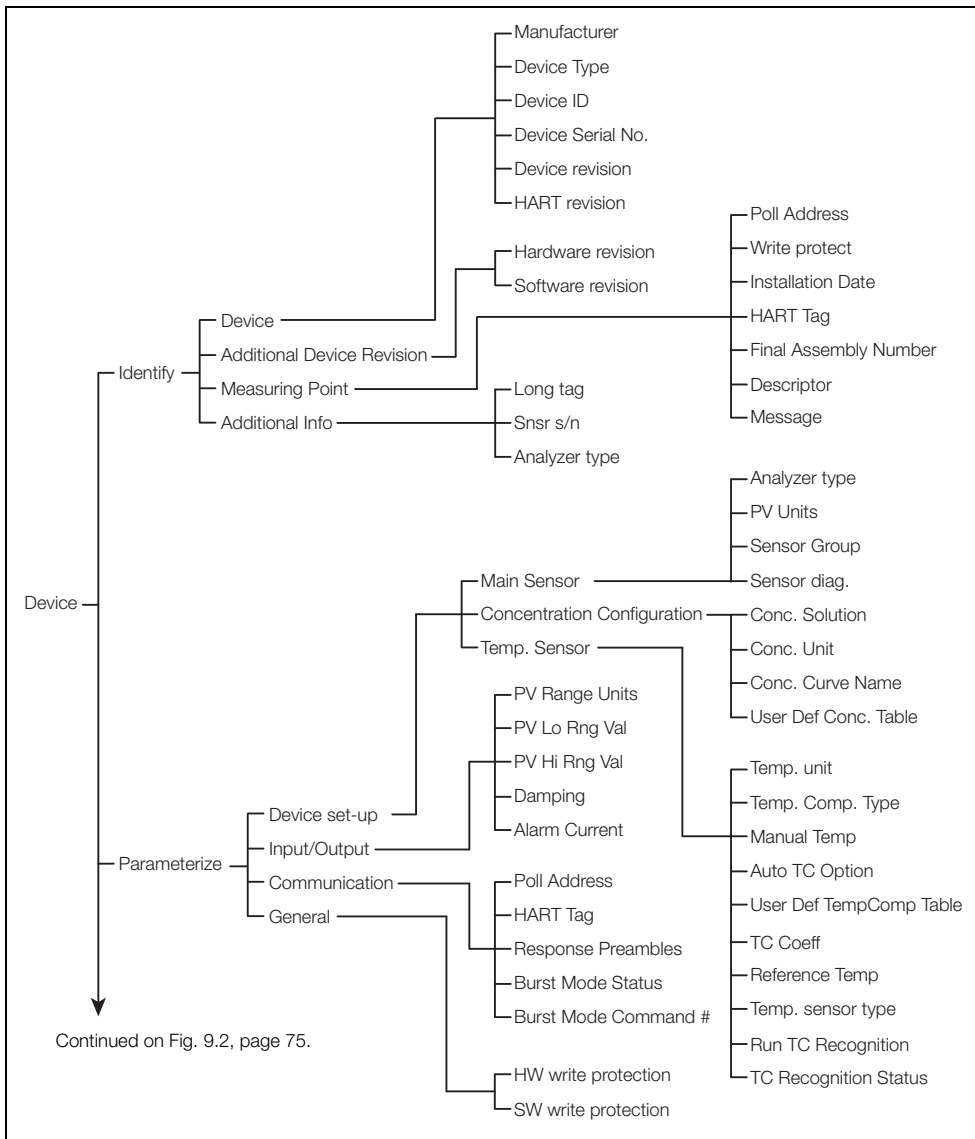 Manufacturer
Device Type
Device ID
Device Serial No.
Device revision
HART revision
Poll Address
Write protect
Installation Date
HART Tag
Final Assembly Number
Descriptor
Message
Hardware revision
Software revision
Device
Additional Device Revision
Identify
Measuring Point
Additional Info
Long tag
Snsr s/n
Analyzer type
Analyzer type
PV Units
Sensor Group
Sensor diag.
Main Sensor
Device
Concentration Configuration
Temp. Sensor
Conc. Solution
Conc. Unit
Conc. Curve Name
User Def Conc. Table
PV Range Units
PV Lo Rng Val
PV Hi Rng Val
Damping
Alarm Current
Device set-up
Input/Output
Parameterize
Communication
General
Temp. unit
Temp. Comp. Type
Manual Temp
Auto TC Option
User Def TempComp Table
TC Coeff
Reference Temp
Temp. sensor type
Run TC Recognition
TC Recognition Status
Poll Address
HART Tag
Response Preambles
Burst Mode Status
Burst Mode Command #
Continued on Fig. 9.2, page 75.
HW write protection
SW write protection